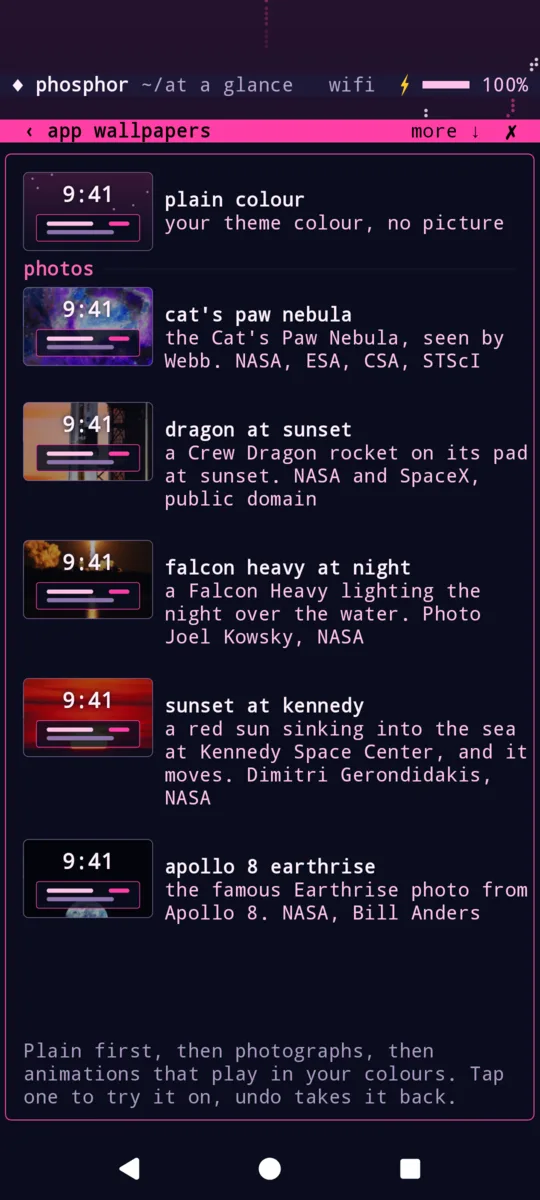 ♦ phosphor ~/at a glance wifi ⚡ 100%
‹ app wallpapers more ↓ ✗
9:41
plain colour
your theme colour, no picture
photos
9:41
cat's paw nebula
the Cat's Paw Nebula, seen by
Webb. NASA, ESA, CSA, STScI
9:41
dragon at sunset
a Crew Dragon rocket on its pad
at sunset. NASA and SpaceX,
public domain
9:41
falcon heavy at night
a Falcon Heavy lighting the
night over the water. Photo
Joel Kowsky, NASA
9:41
sunset at kennedy
a red sun sinking into the sea
at Kennedy Space Center, and it
moves. Dimitri Gerondidakis,
NASA
9:41
apollo 8 earthrise
the famous Earthrise photo from
Apollo 8. NASA, Bill Anders
Plain first, then photographs, then
animations that play in your colours. Tap
one to try it on, undo takes it back.